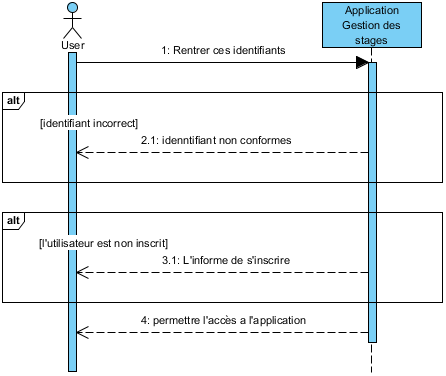 Application
Gestion des
stages
User
1: Rentrer ces identifiants
alt
[identifiant incorrect]
2.1: idenntifiant non conformes
alt
[l'utilisateur est non inscrit]
3.1: L'informe de s'inscrire
4: permettre l'accès a l'application